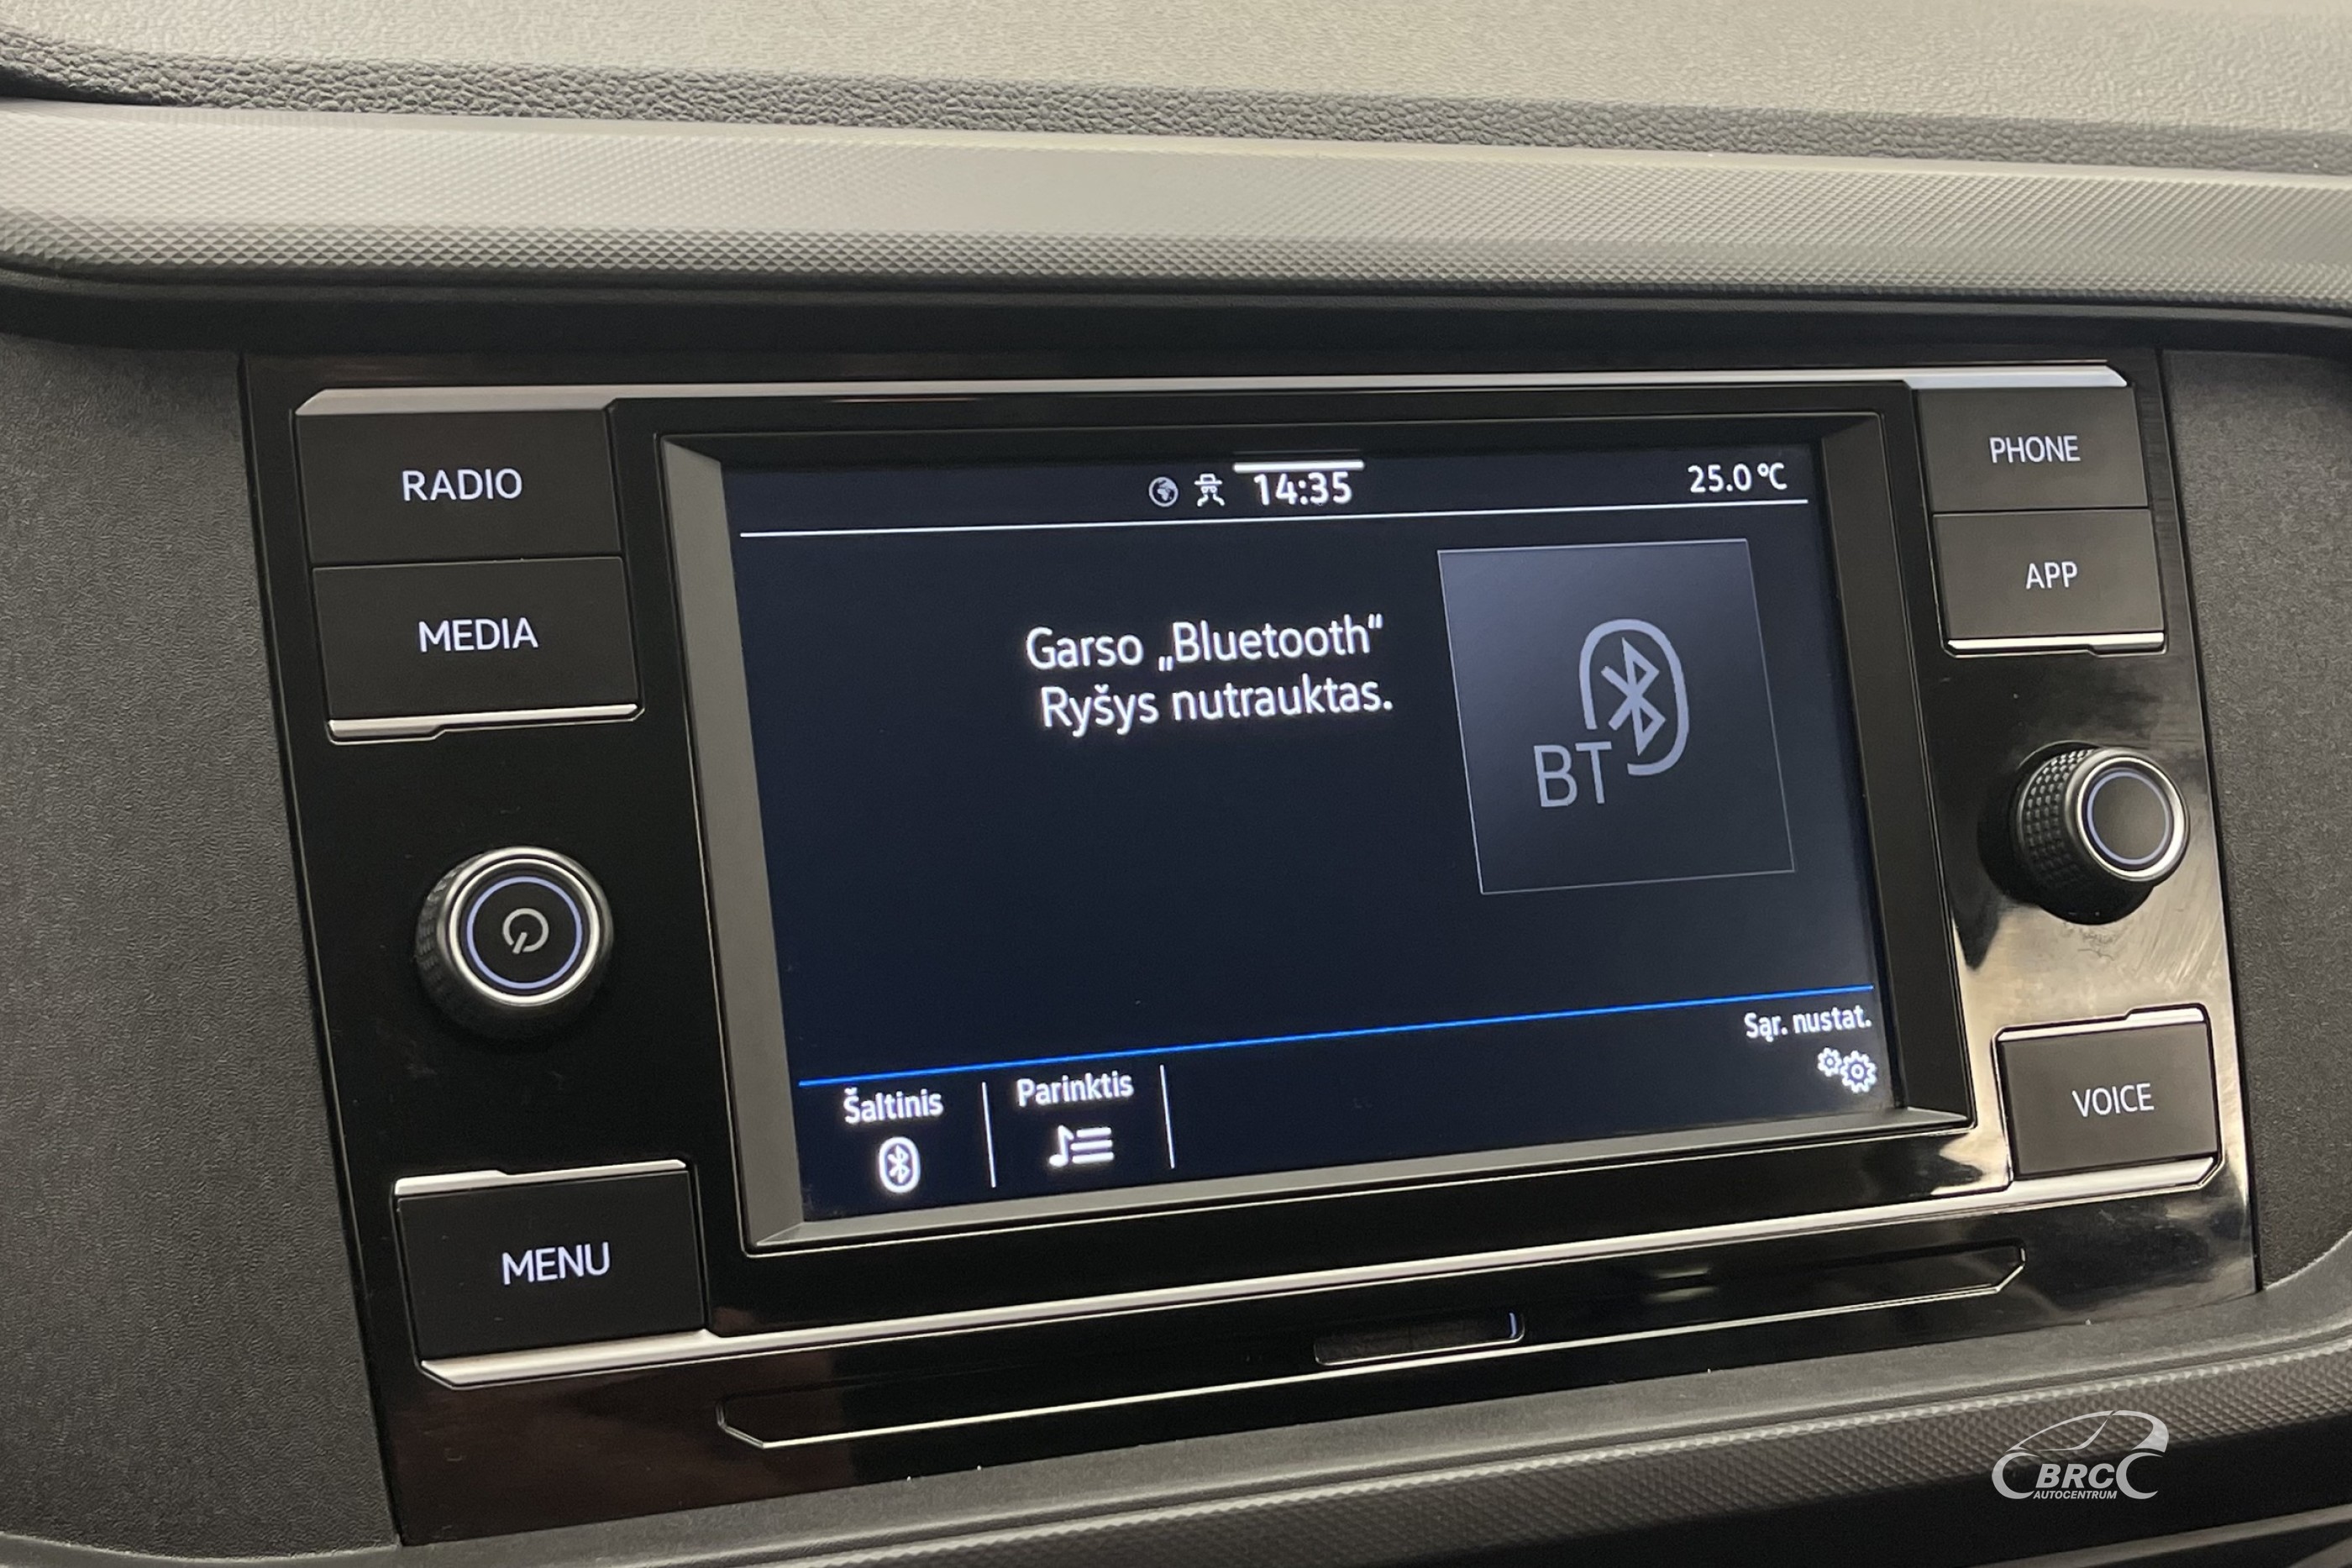 RADIO
MEDIA
MENU
14:35
25.0 °C
Garso „Bluetooth“
Ryšys nutrauktas.
BT
Šaltinis
Parinktis
Sąr. nustat.
PHONE
APP
VOICE
BRC
AUTOCENTRUM